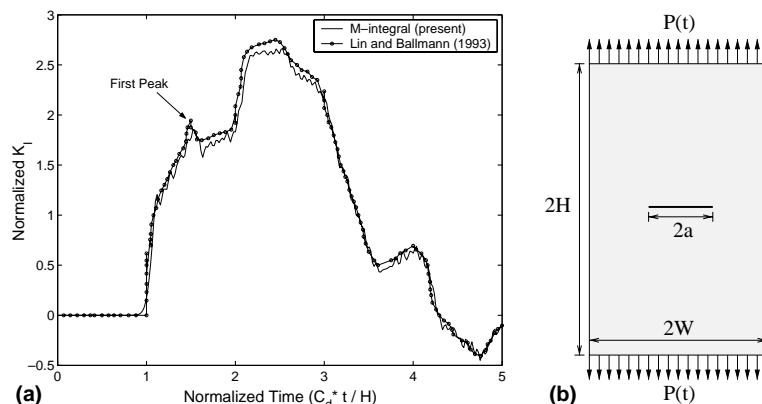 3
2.5
2
1.5
1
0.5
0
−0.5
Normalized K_I
M−integral (present)
Lin and Ballmann (1993)
First Peak
0 1 2 3 4 5
Normalized Time (C_d* t / H)
(a)
P(t)
2H
2a
2W
P(t)
(b)